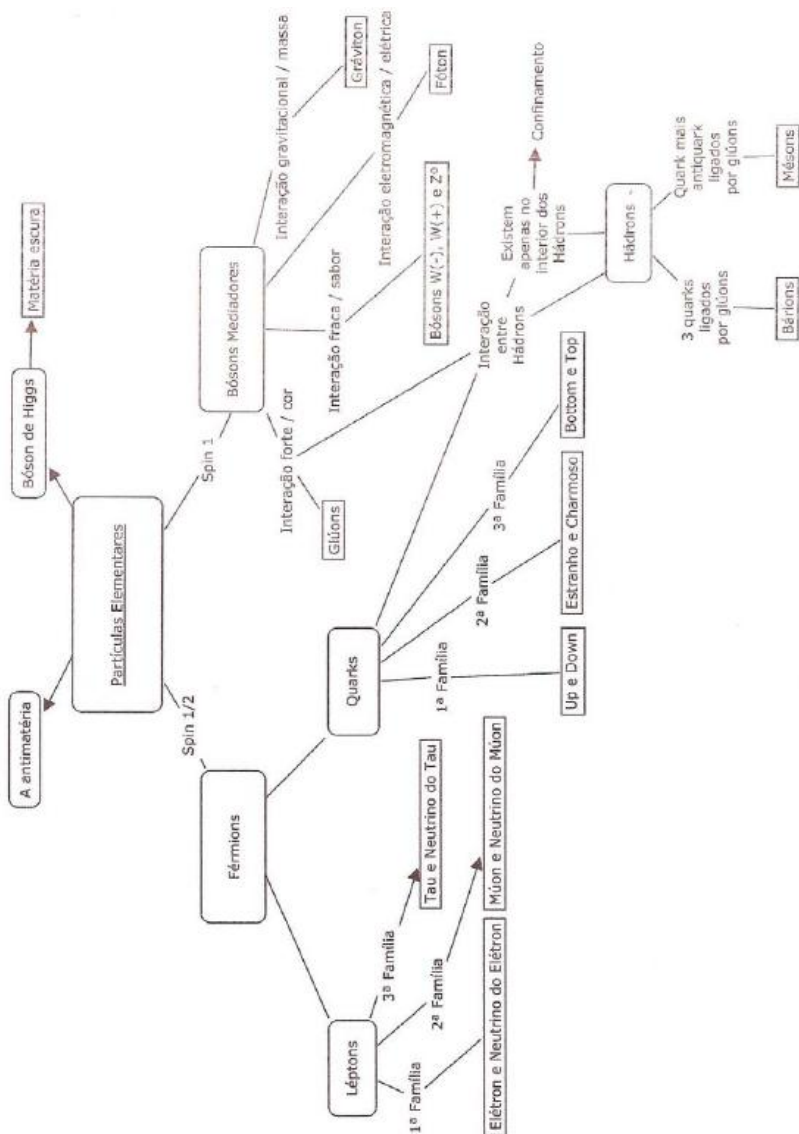 A antimatéria
Bóson de Higgs
Matéria escura
Partículas Elementares
Spin 1/2
Spin 1
Férmions
Bósons Mediadores
Léptons
1ª Família
2ª Família
3ª Família
Elétron e Neutrino do Elétron
Múon e Neutrino do Múon
Tau e Neutrino do Tau
Quarks
1ª Família
2ª Família
3ª Família
Up e Down
Estranho e Charmoso
Bottom e Top
Interação forte / cor
Glúons
Interação fraca / sabor
Bósons W(-), W(+) e Zº
Interação eletromagnética / elétrica
Fóton
Interação gravitacional / massa
Gráviton
Interação
entre
Hádrons
Existem
apenas no
interior dos
Hádrons
Confinamento
Hádrons -
3 quarks
ligados
por glúons
Bárions
Quark mais
antiquark
ligados
por glúons
Mésons